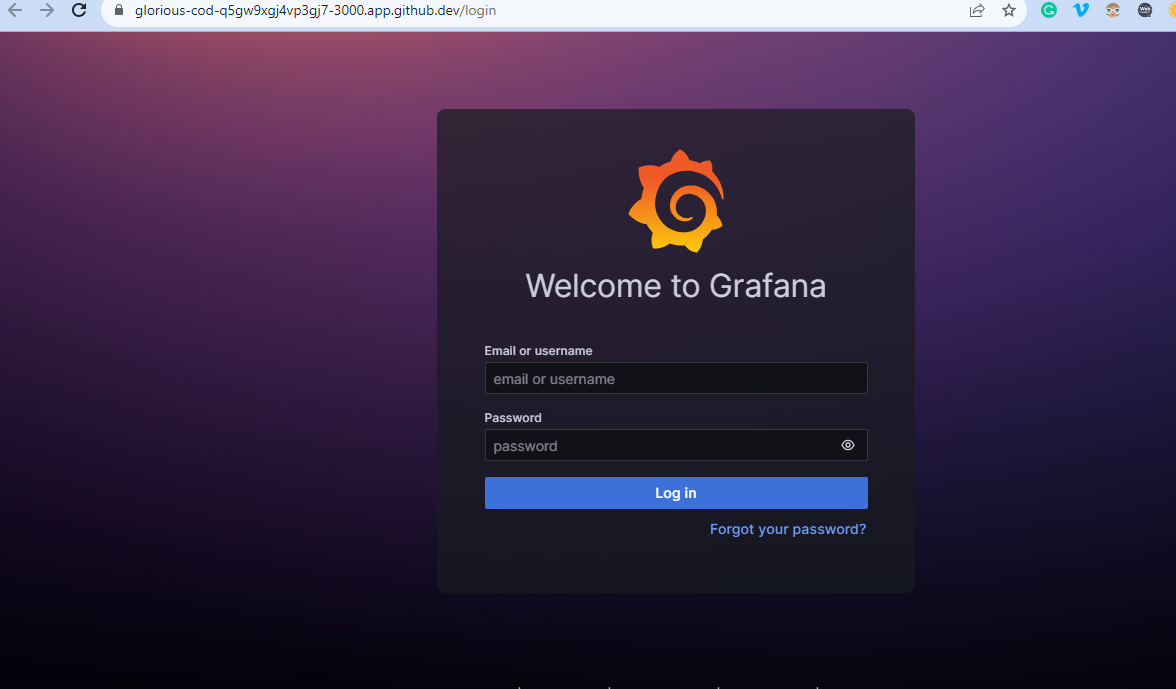 glorious-cod-q5gw9xgj4vp3gj7-3000.app.github.dev/login
Welcome to Grafana
Email or username
email or username
Password
password
Log in
Forgot your password?